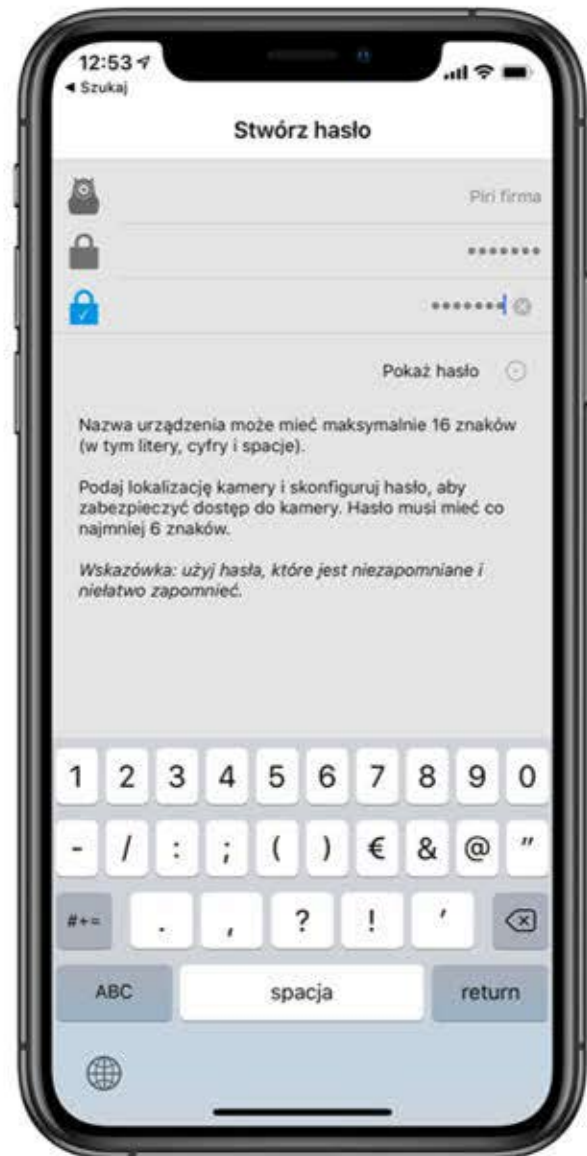 12:53
◀ Szukaj
Stwórz hasło
Piri firma
•••••••
•••••••
Pokaż hasło
Nazwa urządzenia może mieć maksymalnie 16 znaków
(w tym litery, cyfry i spacje).
Podaj lokalizację kamery i skonfiguruj hasło, aby
zabezpieczyć dostęp do kamery. Hasło musi mieć co
najmniej 6 znaków.
Wskazówka: użyj hasła, które jest niezapomniane i
niełatwo zapomnieć.
1 2 3 4 5 6 7 8 9 0
- / : ; ( ) € & @ "
#+= . , ? ! '
ABC spacja return